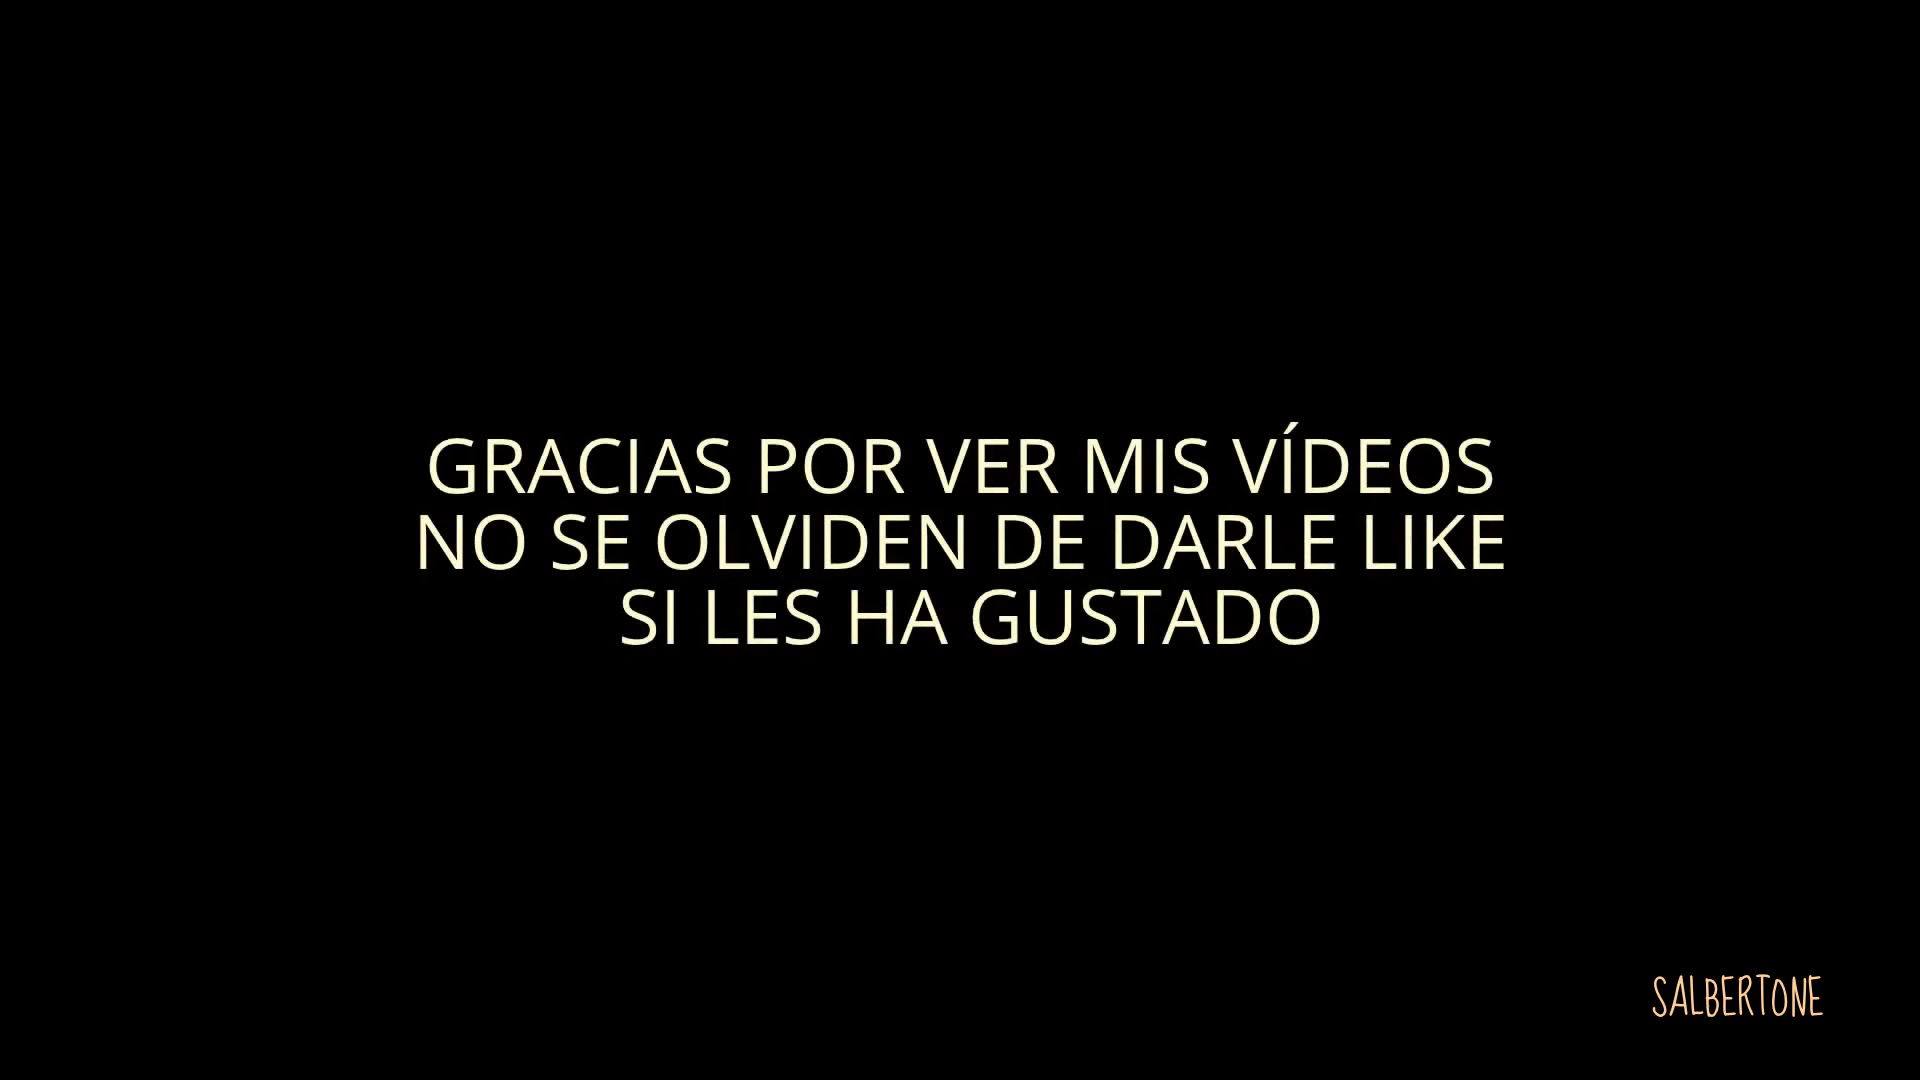 GRACIAS POR VER MIS VÍDEOS
NO SE OLVIDEN DE DARLE LIKE
SI LES HA GUSTADO
SALBERTONE